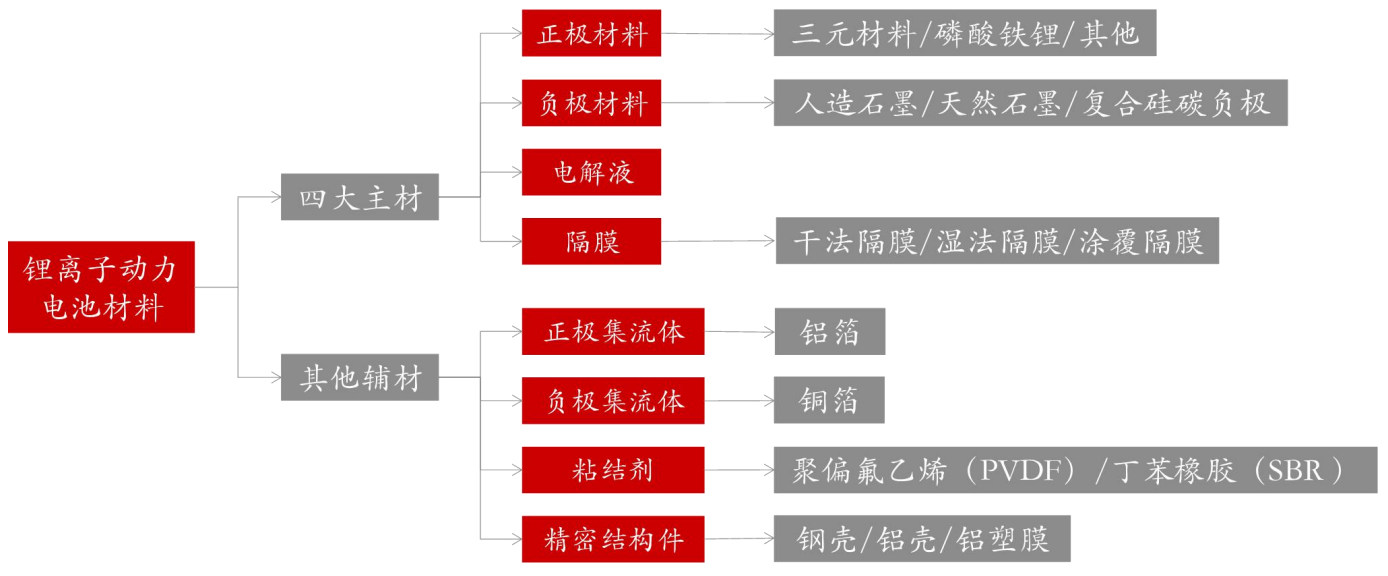 锂离子动力
电池材料
四大主材
正极材料
三元材料/磷酸铁锂/其他
负极材料
人造石墨/天然石墨/复合硅碳负极
电解液
隔膜
干法隔膜/湿法隔膜/涂覆隔膜
其他辅材
正极集流体
铝箔
负极集流体
铜箔
粘结剂
聚偏氟乙烯（PVDF）/丁苯橡胶（SBR）
精密结构件
钢壳/铝壳/铝塑膜